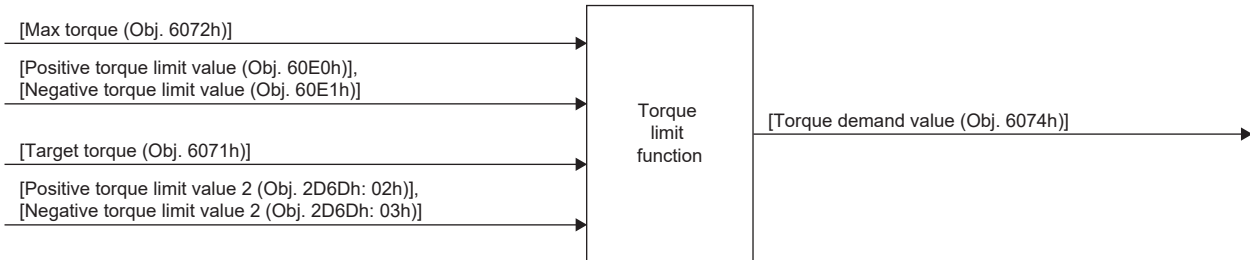 [Max torque (Obj. 6072h)]
[Positive torque limit value (Obj. 60E0h)],
[Negative torque limit value (Obj. 60E1h)]
[Target torque (Obj. 6071h)]
[Positive torque limit value 2 (Obj. 2D6Dh: 02h)],
[Negative torque limit value 2 (Obj. 2D6Dh: 03h)]
Torque
limit
function
[Torque demand value (Obj. 6074h)]